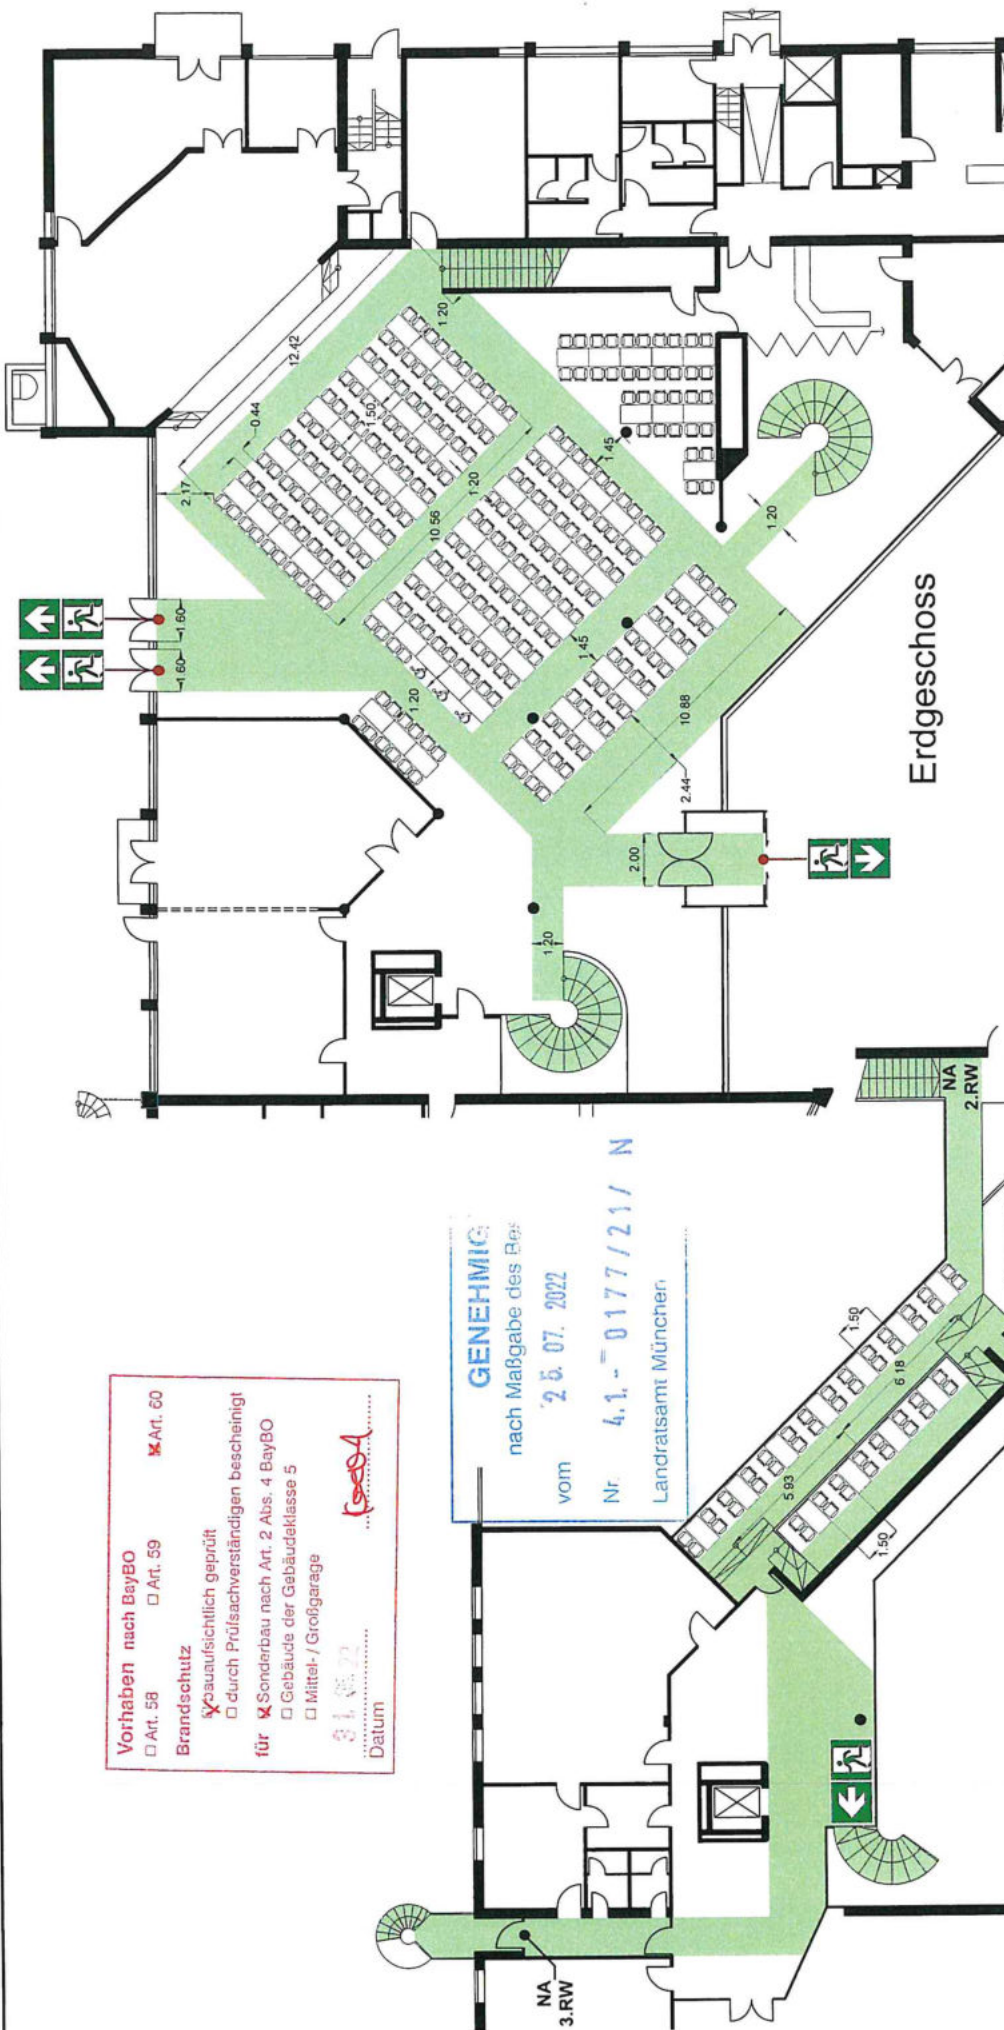 12.42
0.44
2.17
1.50
1.20
1.20
10.56
1.60
1.60
1.45
1.20
1.45
1.20
10.88
2.44
2.00
1.20
Erdgeschoss
Vorhaben nach BayBO
Art. 58 Art. 59 Art. 60
Brandschutz
bauaufsichtlich geprüft
durch Prüfsachverständigen bescheinigt
für Sonderbau nach Art. 2 Abs. 4 BayBO
Gebäude der Gebäudeklasse 5
Mittel- / Großgarage
Datum
GENEHMIG
nach Maßgabe des Bes
vom 25. 07. 2022
Nr. 4.1.- 0177/21/ N
Landratsamt München
NA
2.RW
1.50
6.18
5.93
1.50
NA
3.RW